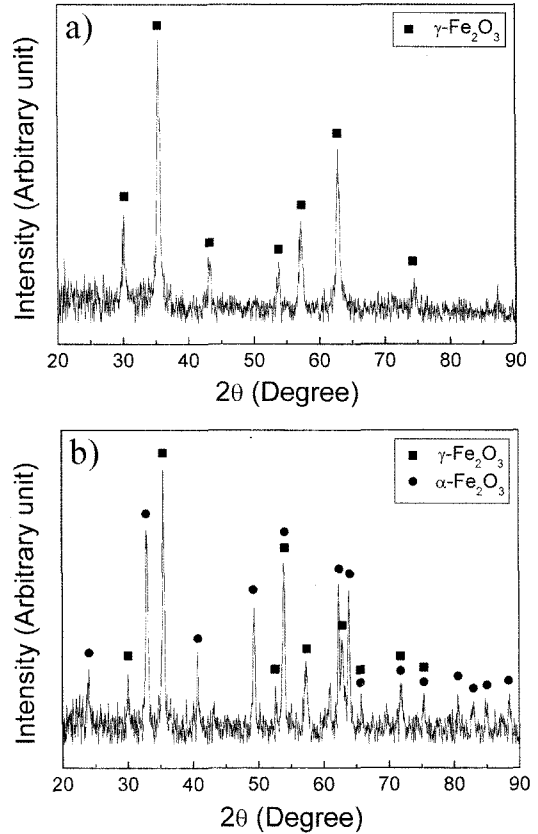 a)
■ γ-Fe₂O₃
Intensity (Arbitrary unit)
20 30 40 50 60 70 80 90
2θ (Degree)
b)
■ γ-Fe₂O₃
● α-Fe₂O₃
Intensity (Arbitrary unit)
20 30 40 50 60 70 80 90
2θ (Degree)